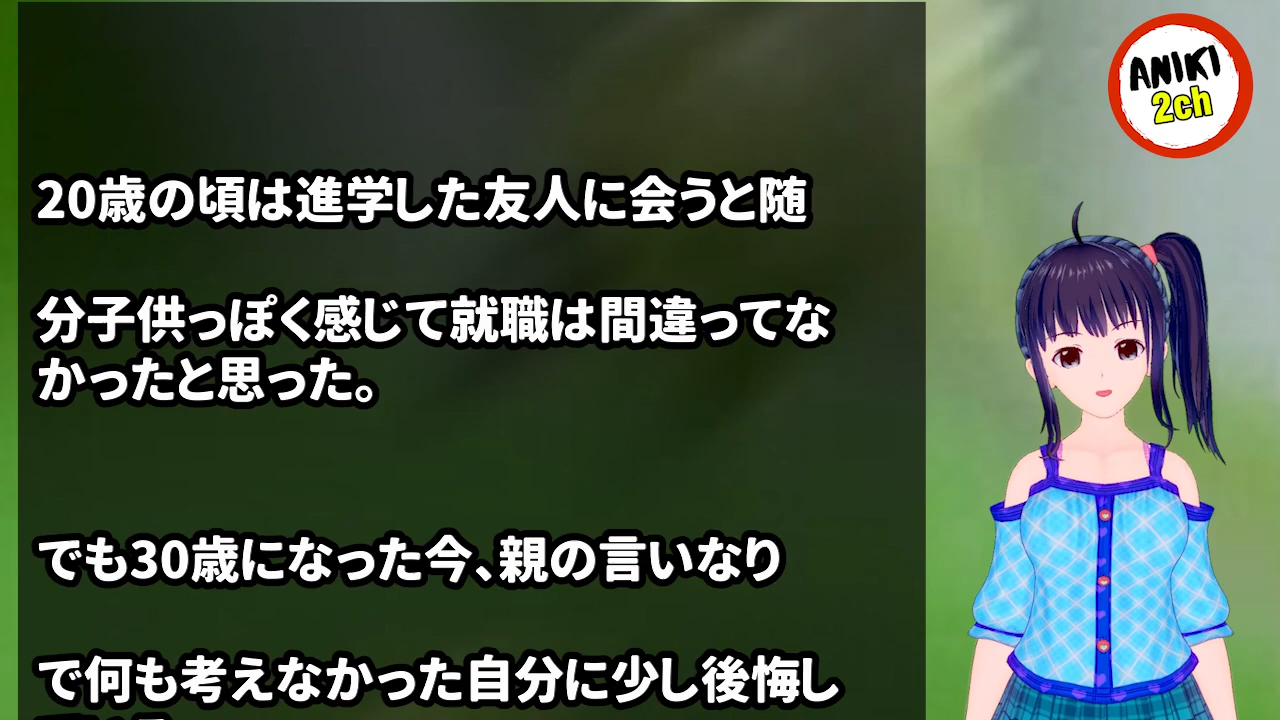 ANIKI
2ch
20歳の頃は進学した友人に会うと随
分子供っぽく感じて就職は間違ってな
かったと思った。
でも30歳になった今、親の言いなり
で何も考えなかった自分に少し後悔し